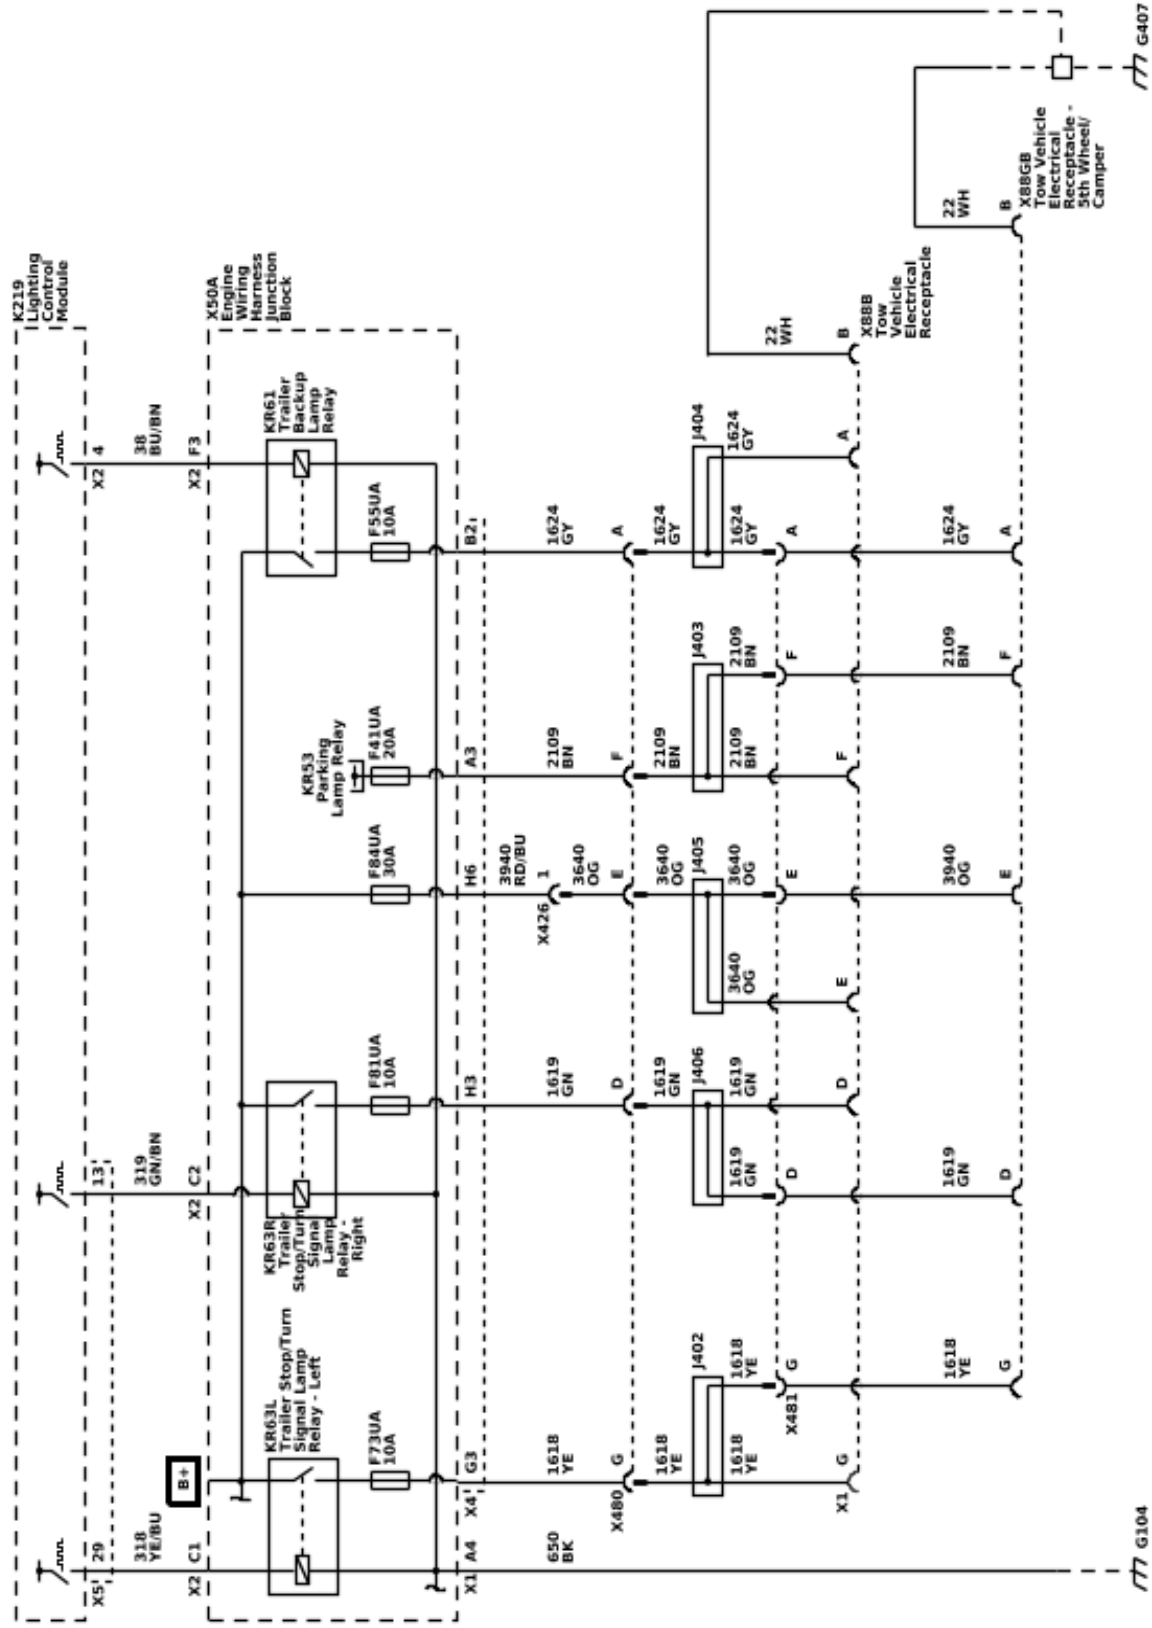 K219
Lighting
Control
Module
X5
29
13
X2
4
318
YE/BU
319
GN/BN
38
BU/BN
X2
C1
X2
C2
X2
F3
B+
X50A
Engine
Wiring
Harness
Junction
Block
KR63L
Trailer Stop/Turn
Signal Lamp
Relay - Left
KR63R
Trailer
Stop/Turn
Signal
Lamp
Relay -
Right
KR61
Trailer
Backup
Lamp
Relay
KR53
Parking
Lamp Relay
F73UA
10A
F81UA
10A
F84UA
30A
F41UA
20A
F55UA
10A
X1
A4
X4
G3
H3
H6
A3
B2
650
BK
1618
YE
1619
GN
3940
RD/BU
2109
BN
1624
GY
X426
1
3640
OG
X480
G
D
E
F
A
1618
YE
1619
GN
3640
OG
2109
BN
1624
GY
J402
J406
J405
J403
J404
1618
YE
1618
YE
1619
GN
1619
GN
3640
OG
3640
OG
2109
BN
2109
BN
1624
GY
1624
GY
22
WH
X481
G
D
E
F
A
X1
G
D
E
F
A
B
X88B
Tow
Vehicle
Electrical
Receptacle
1618
YE
1619
GN
3940
OG
2109
BN
1624
GY
22
WH
G
D
E
F
A
B
X88GB
Tow Vehicle
Electrical
Receptacle -
5th Wheel/
Camper
G104
G407